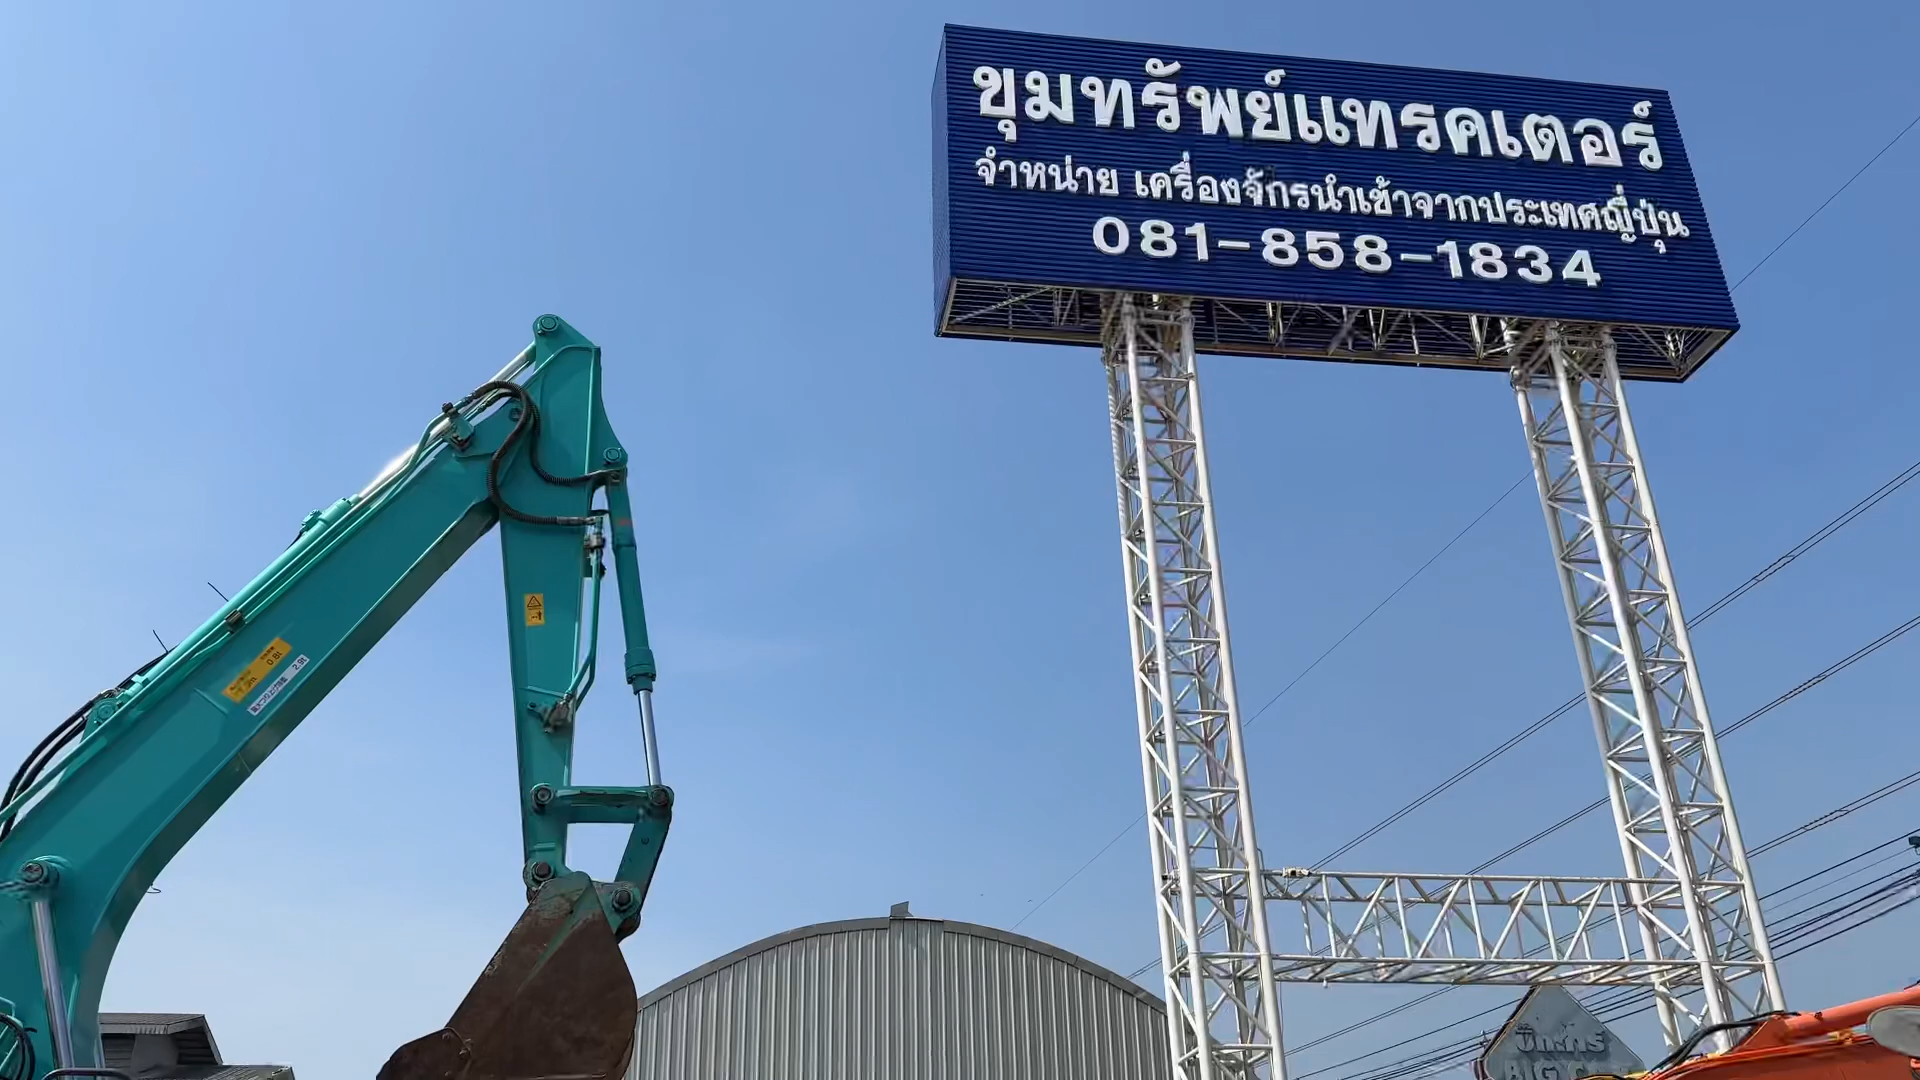 ขุมทรัพย์แทรคเตอร์
จำหน่าย เครื่องจักรนำเข้าจากประเทศญี่ปุ่น
081-858-1834
2.9t